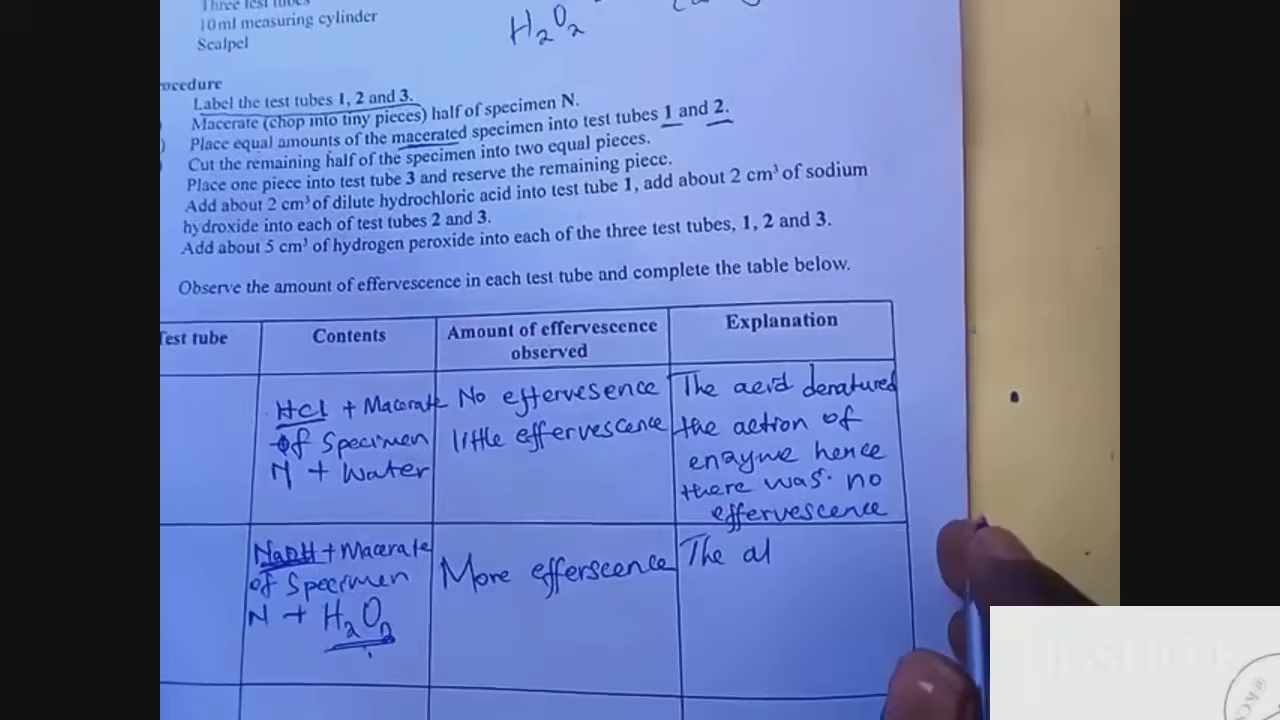 Three test tubes
10ml measuring cylinder
Scalpel
H2O2
ocedure
Label the test tubes 1, 2 and 3.
Macerate (chop into tiny pieces) half of specimen N.
Place equal amounts of the macerated specimen into test tubes 1 and 2.
Cut the remaining half of the specimen into two equal pieces.
Place one piece into test tube 3 and reserve the remaining piece.
Add about 2 cm³ of dilute hydrochloric acid into test tube 1, add about 2 cm³ of sodium
hydroxide into each of test tubes 2 and 3.
Add about 5 cm³ of hydrogen peroxide into each of the three test tubes, 1, 2 and 3.
Observe the amount of effervescence in each test tube and complete the table below.
Test tube
Contents
Amount of effervescence
observed
Explanation
HCl + Macerate
of Specimen
N + Water
No effervesence
little effervescence
The acid denatured
the action of
enzyme hence
there was no
effervescence
NaOH + Macerate
of Specimen
N + H2O2
More efferscence
The al